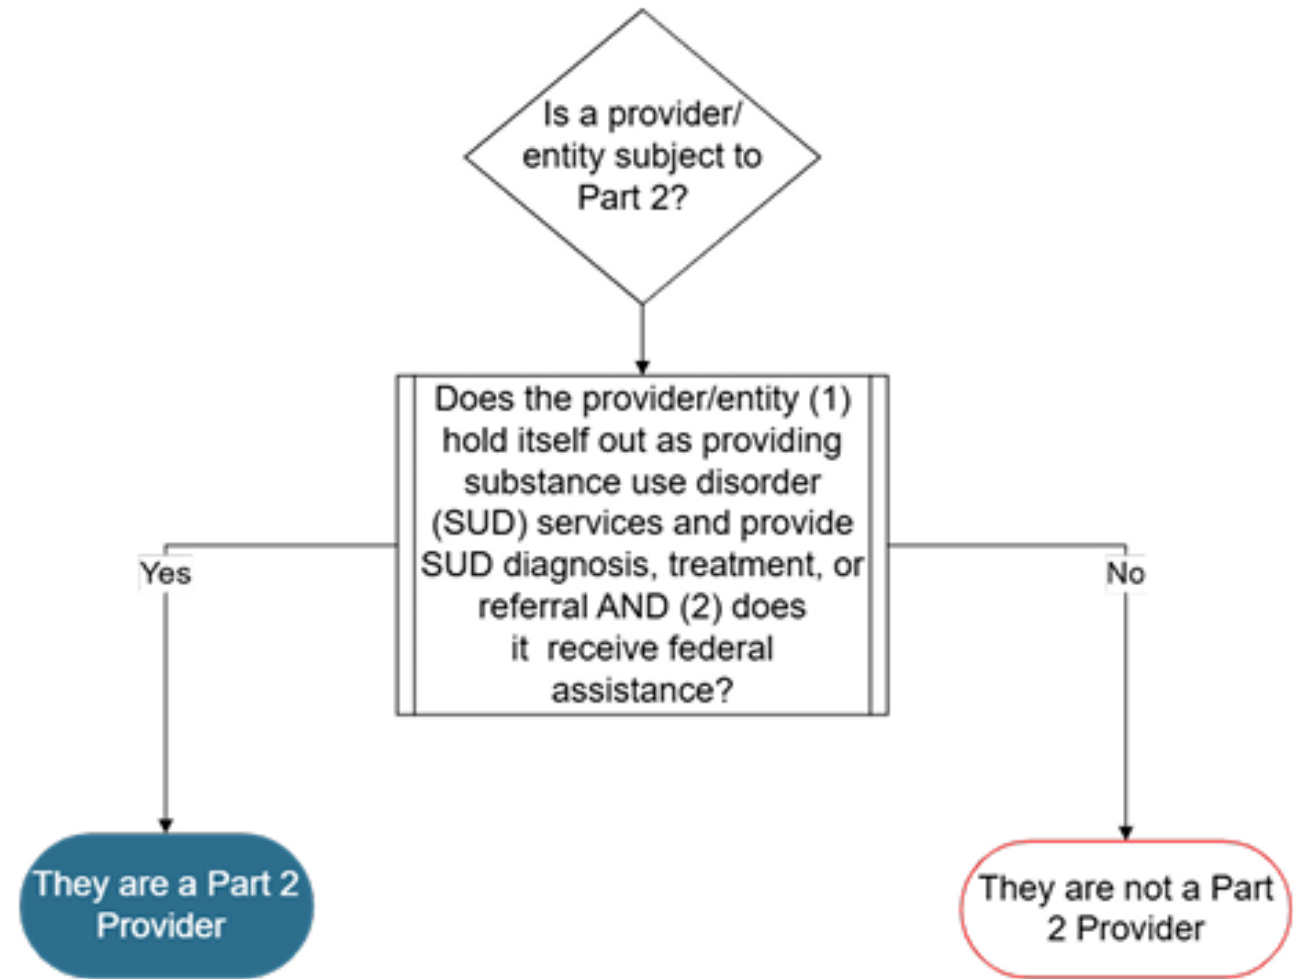 Is a provider/
entity subject to
Part 2?
Does the provider/entity (1)
hold itself out as providing
substance use disorder
(SUD) services and provide
SUD diagnosis, treatment, or
referral AND (2) does
it  receive federal
assistance?
Yes
No
They are a Part 2
Provider
They are not a Part
2 Provider